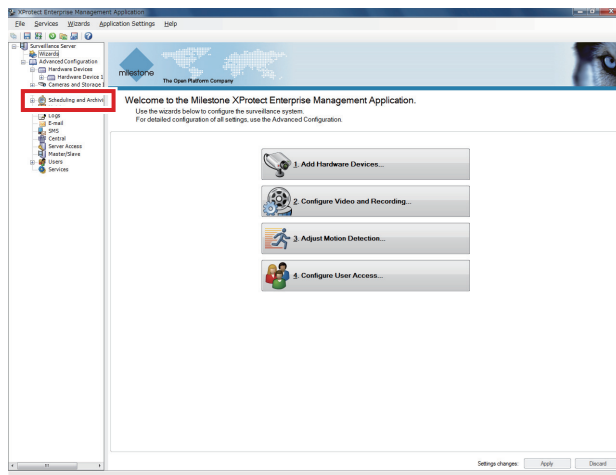 XProtect Enterprise Management Application
File Services Wizards Application Settings Help
Surveillance Server
Wizards
Advanced Configuration
Hardware Devices
Hardware Device 1
Cameras and Storage I
Scheduling and Archivi
Logs
E-mail
SMS
Central
Server Access
Master/Slave
Users
Services
milestone
The Open Platform Company
Welcome to the Milestone XProtect Enterprise Management Application.
Use the wizards below to configure the surveillance system.
For detailed configuration of all settings, use the Advanced Configuration.
1. Add Hardware Devices...
2. Configure Video and Recording...
3. Adjust Motion Detection...
4. Configure User Access...
Settings changes: Apply Discard